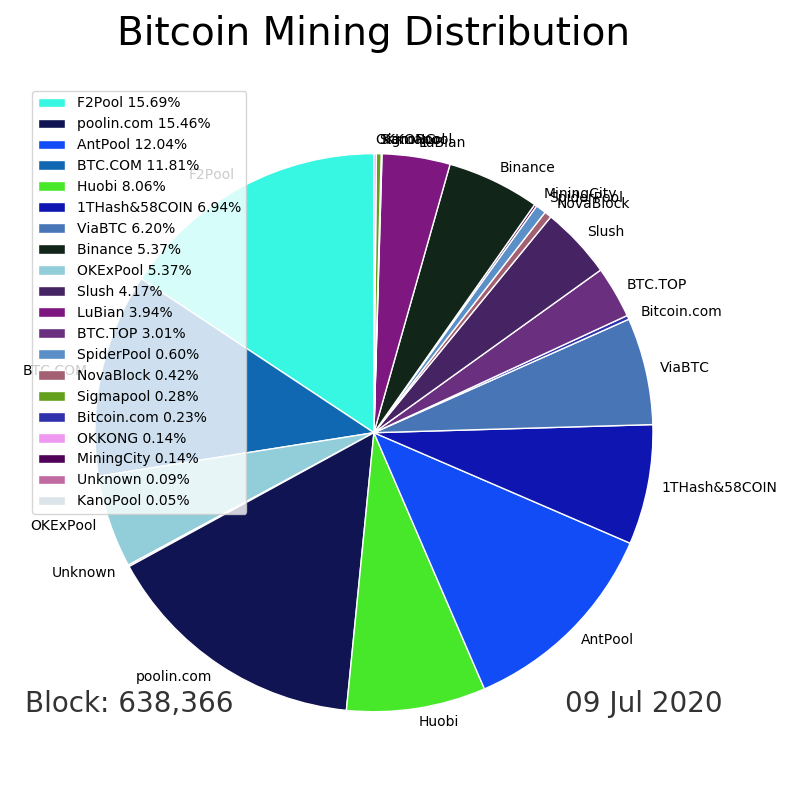 Bitcoin Mining Distribution
F2Pool 15.69%
poolin.com 15.46%
AntPool 12.04%
BTC.COM 11.81%
Huobi 8.06%
1THash&58COIN 6.94%
ViaBTC 6.20%
Binance 5.37%
OKExPool 5.37%
Slush 4.17%
LuBian 3.94%
BTC.TOP 3.01%
SpiderPool 0.60%
NovaBlock 0.42%
Sigmapool 0.28%
Bitcoin.com 0.23%
OKKONG 0.14%
MiningCity 0.14%
Unknown 0.09%
KanoPool 0.05%
F2Pool
LuBian
Binance
MiningCity
SpiderPool
NovaBlock
Slush
BTC.TOP
Bitcoin.com
ViaBTC
1THash&58COIN
AntPool
Huobi
poolin.com
Unknown
OKExPool
BTC.COM
Block: 638,366
09 Jul 2020